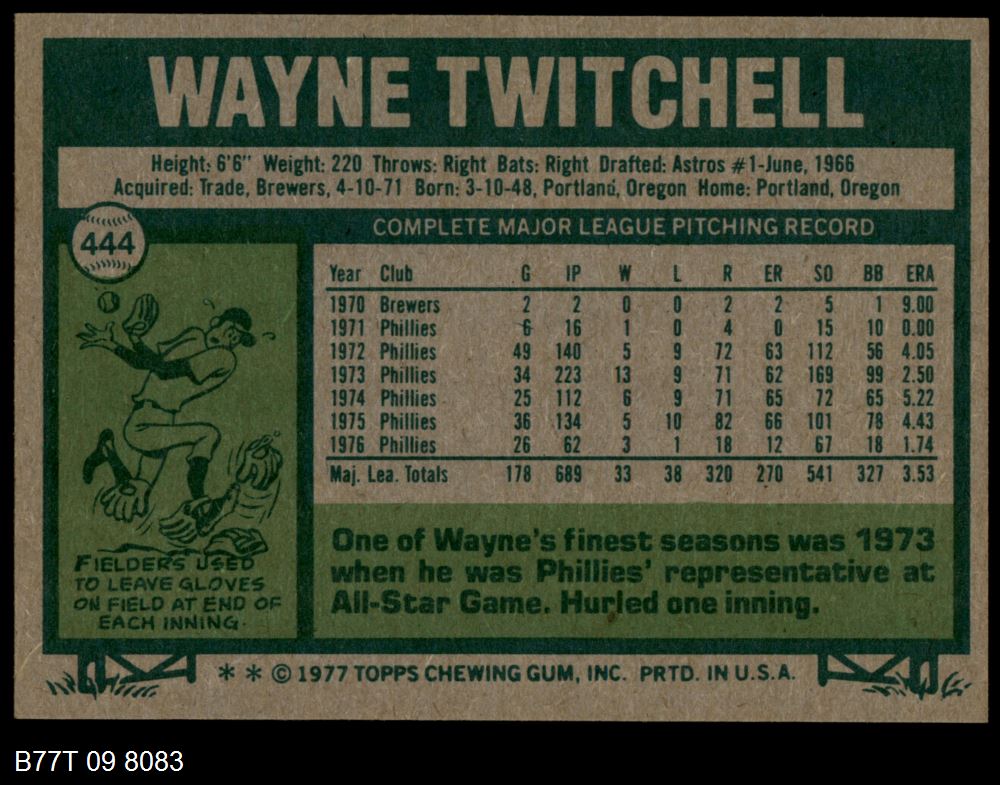 WAYNE TWITCHELL
Height: 6'6" Weight: 220 Throws: Right Bats: Right Drafted: Astros #1-June, 1966
Acquired: Trade, Brewers, 4-10-71 Born: 3-10-48, Portland, Oregon Home: Portland, Oregon
444
COMPLETE MAJOR LEAGUE PITCHING RECORD
Year Club G IP W L R ER SO BB ERA
1970 Brewers 2 2 0 0 2 2 5 1 9.00
1971 Phillies 6 16 1 0 4 0 15 10 0.00
1972 Phillies 49 140 5 9 72 63 112 56 4.05
1973 Phillies 34 223 13 9 71 62 169 99 2.50
1974 Phillies 25 112 6 9 71 65 72 65 5.22
1975 Phillies 36 134 5 10 82 66 101 78 4.43
1976 Phillies 26 62 3 1 18 12 67 18 1.74
Maj. Lea. Totals 178 689 33 38 320 270 541 327 3.53
FIELDERS USED
TO LEAVE GLOVES
ON FIELD AT END OF
EACH INNING.
One of Wayne's finest seasons was 1973
when he was Phillies' representative at
All-Star Game. Hurled one inning.
* * © 1977 TOPPS CHEWING GUM, INC. PRTD. IN U.S.A.
B77T 09 8083